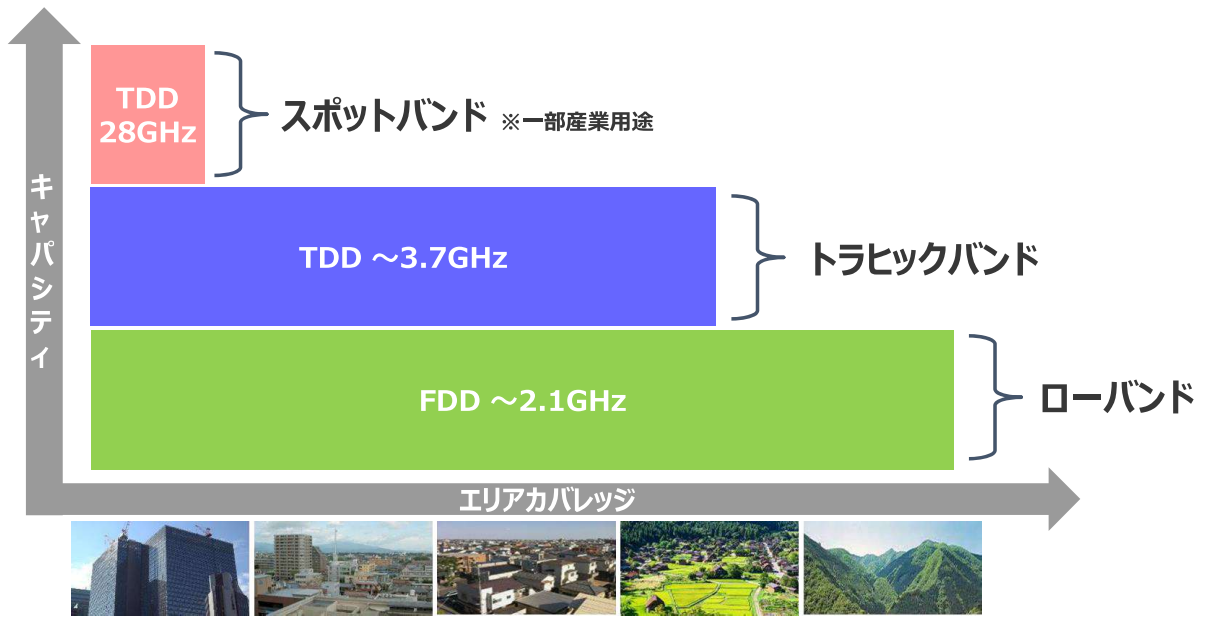 TDD
28GHz
スポットバンド ※一部産業用途
キャパシティ
TDD ～3.7GHz
トラヒックバンド
FDD ～2.1GHz
ローバンド
エリアカバレッジ